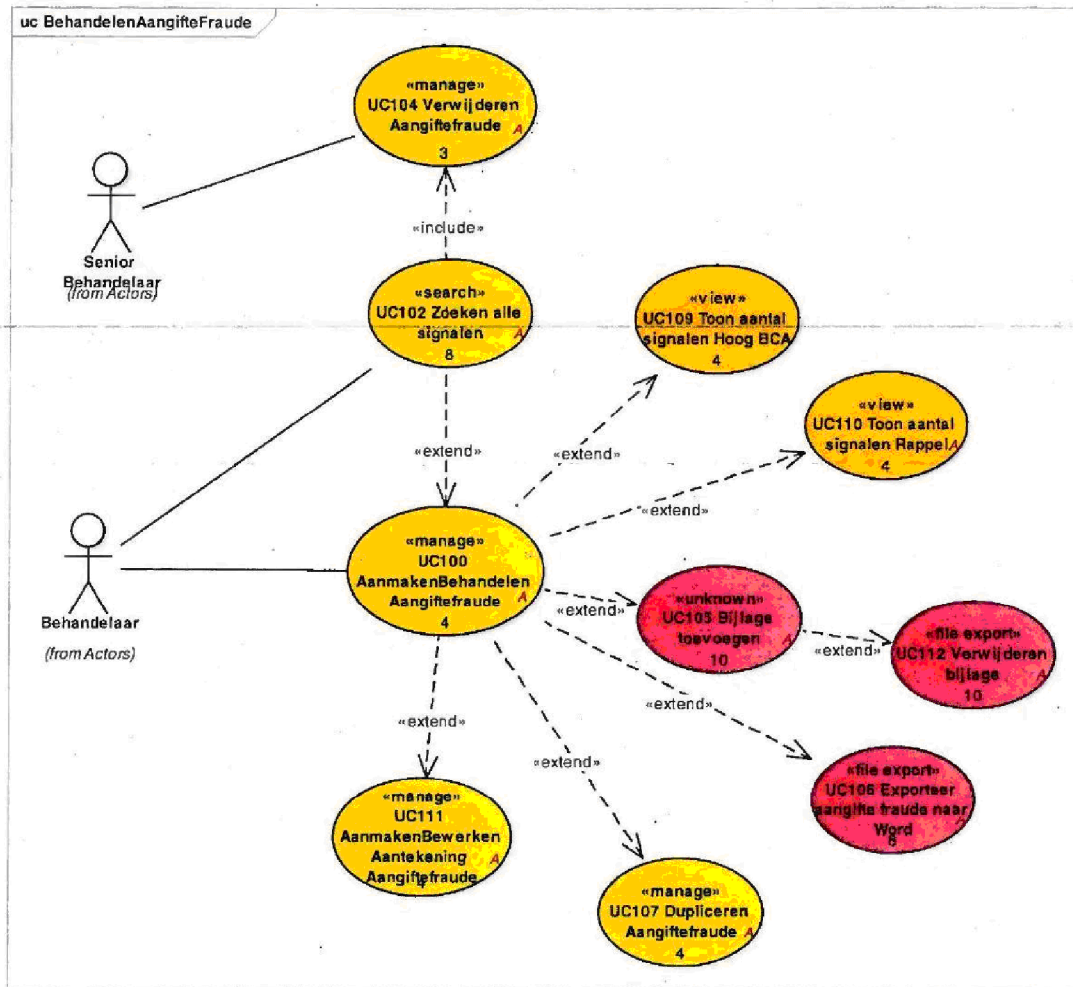 uc BehandelenAangifteFraude
«manage»
UC104 Verwijderen
Aangiftefraude
A
3
Senior
Behandelaar
(from Actors)
«include»
«search»
UC102 Zdeken alle
signalen
A
8
«view»
UC109 Toon aantal
signalen Hoog BCA
A
4
«view»
UC110 Toon aantal
signalen Rappel
A
4
«extend»
«extend»
«extend»
«manage»
UC100
AanmakenBehandelen
Aangiftefraude
A
4
Behandelaar
(from Actors)
«extend»
«unknown»
UC105 Bijlage
toevoegen
A
10
«extend»
«file export»
UC112 Verwijderen
bijlage
A
10
«extend»
«extend»
«extend»
«file export»
UC106 Exporteer
aangifte fraude naar
Word
A
6
«manage»
UC111
AanmakenBewerken
Aantekening
Aangiftefraude
A
4
«manage»
UC107 Dupliceren
Aangiftefraude
A
4